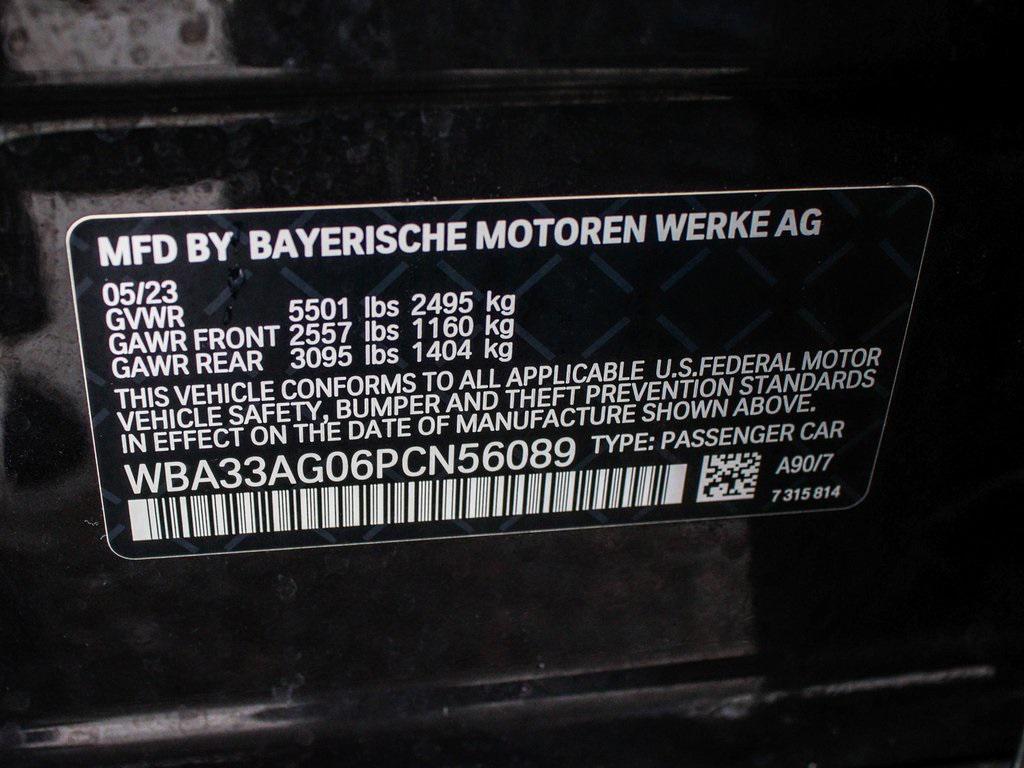 MFD BY BAYERISCHE MOTOREN WERKE AG
05/23
GVWR 5501 lbs 2495 kg
GAWR FRONT 2557 lbs 1160 kg
GAWR REAR 3095 lbs 1404 kg
THIS VEHICLE CONFORMS TO ALL APPLICABLE U.S.FEDERAL MOTOR
VEHICLE SAFETY, BUMPER AND THEFT PREVENTION STANDARDS
IN EFFECT ON THE DATE OF MANUFACTURE SHOWN ABOVE.
WBA33AG06PCN56089 TYPE: PASSENGER CAR
A90/7
7 315 814